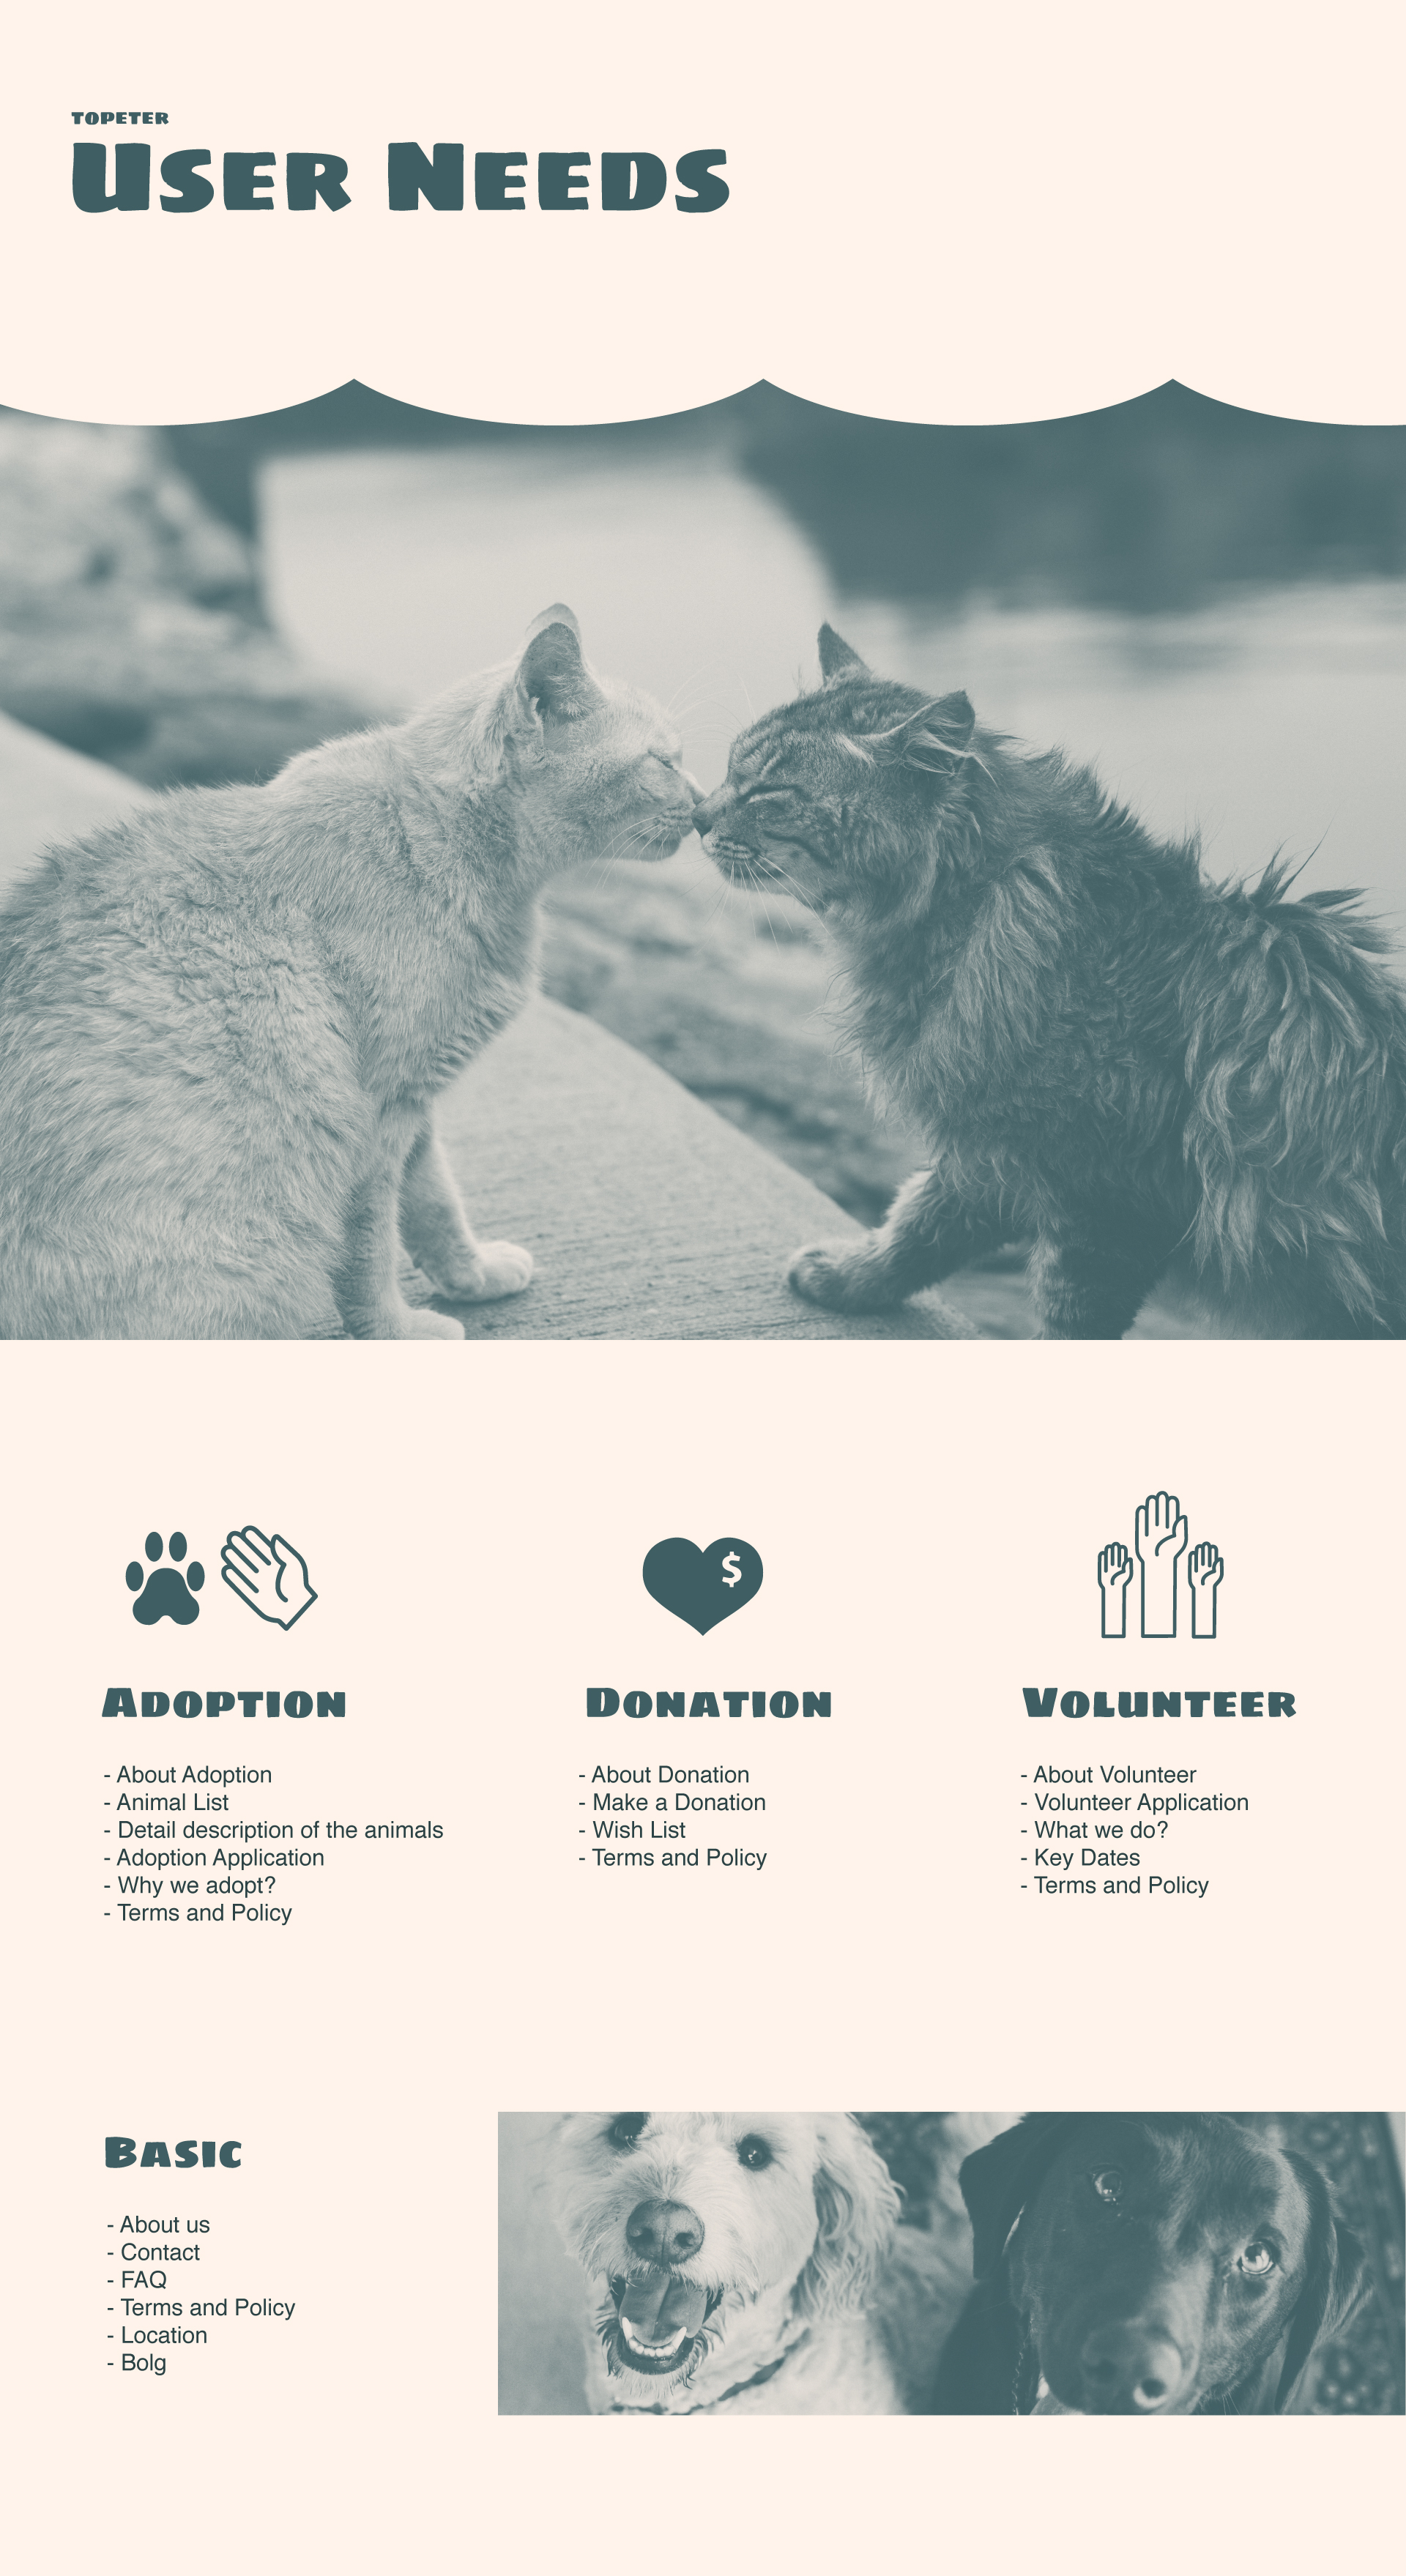 TOPETER
USER NEEDS
$
ADOPTION
- About Adoption
- Animal List
- Detail description of the animals
- Adoption Application
- Why we adopt?
- Terms and Policy
DONATION
- About Donation
- Make a Donation
- Wish List
- Terms and Policy
VOLUNTEER
- About Volunteer
- Volunteer Application
- What we do?
- Key Dates
- Terms and Policy
BASIC
- About us
- Contact
- FAQ
- Terms and Policy
- Location
- Bolg